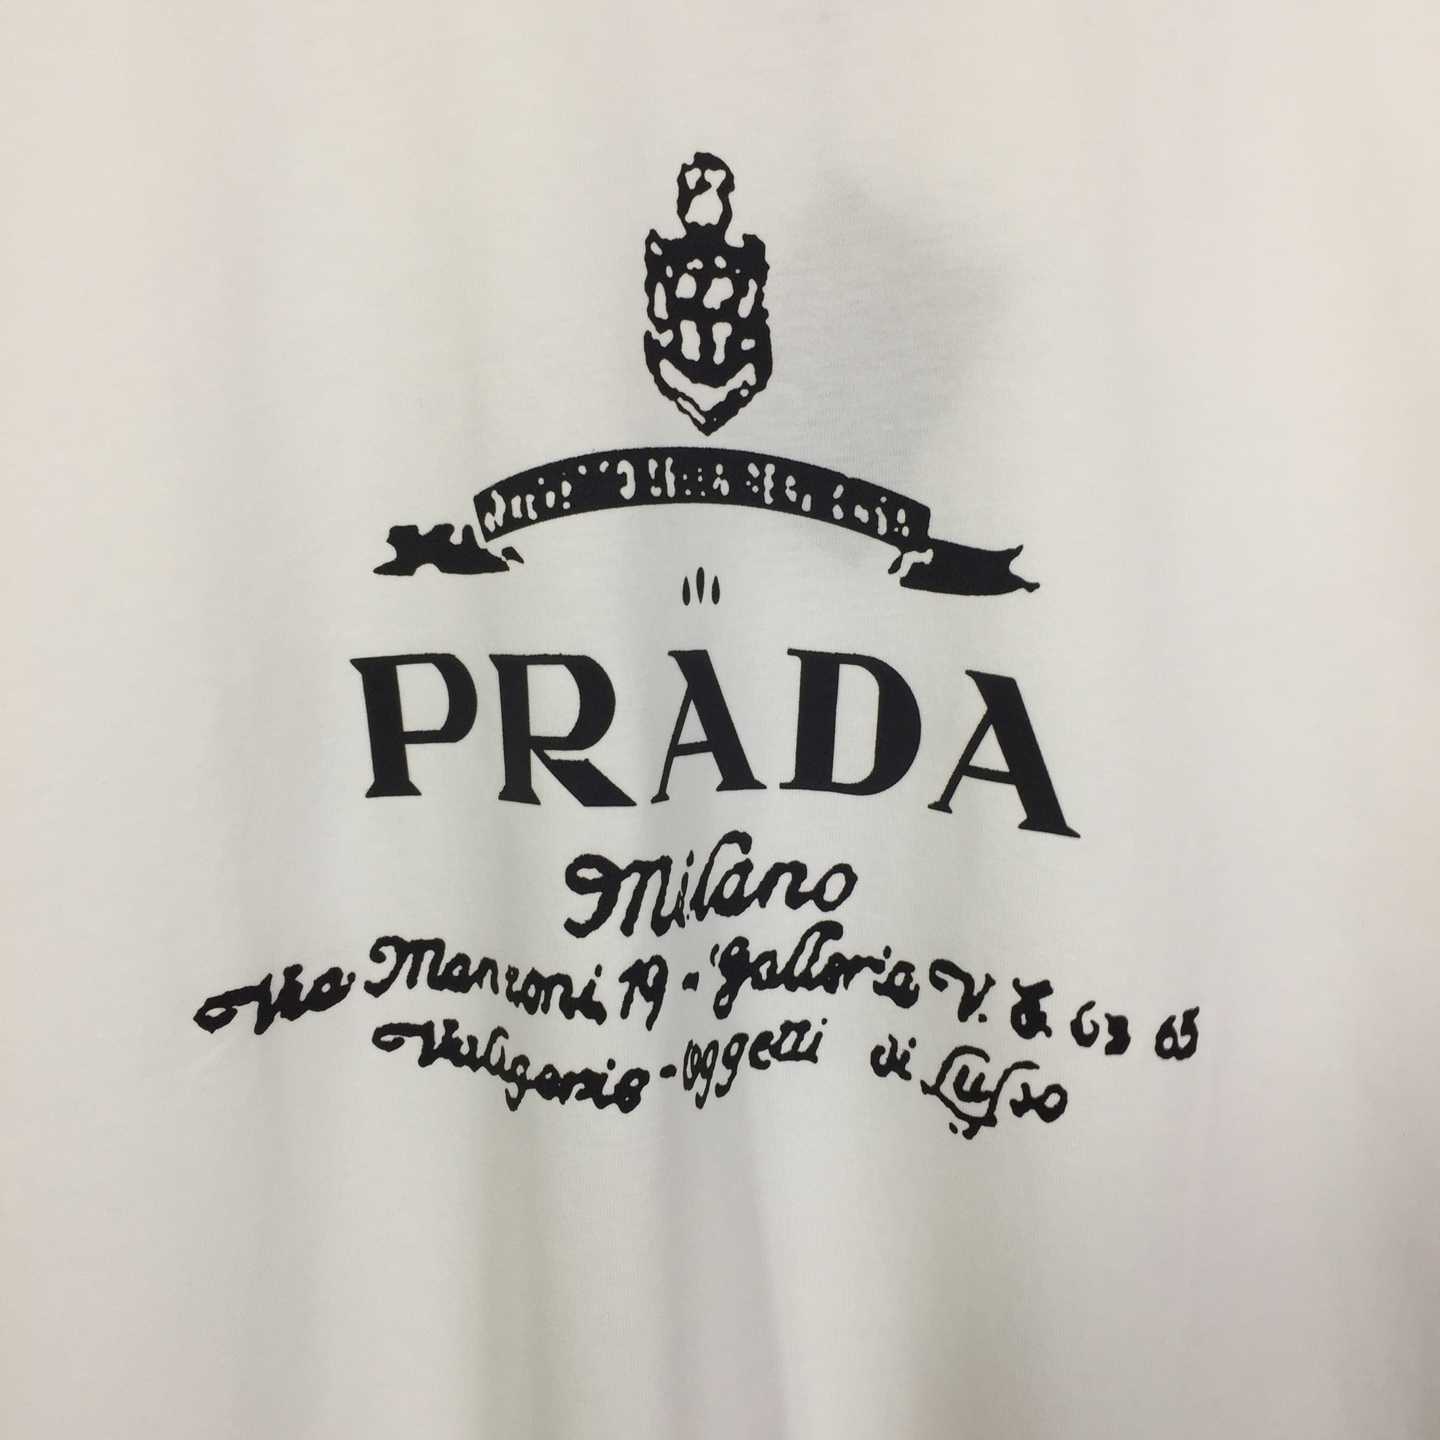 PRADA
Milano
Via Manzoni, 19 - Galleria V. E. 63 65
Valigerie - Oggetti di Lusso